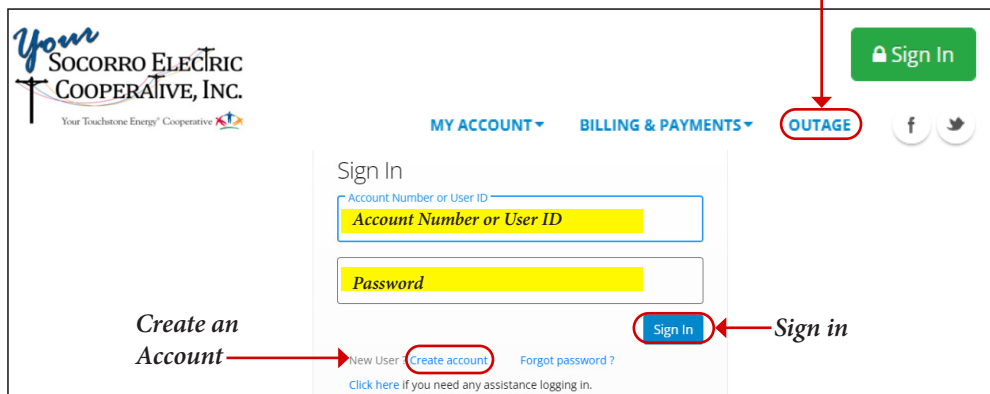 Your
SOCORRO ELECTRIC
COOPERATIVE, INC.
Your Touchstone Energy® Cooperative
Sign In
MY ACCOUNT BILLING & PAYMENTS OUTAGE f
Sign In
Account Number or User ID
Account Number or User ID
Password
Create an
Account
Sign In
Sign in
New User ? Create account Forgot password ?
Click here if you need any assistance logging in.